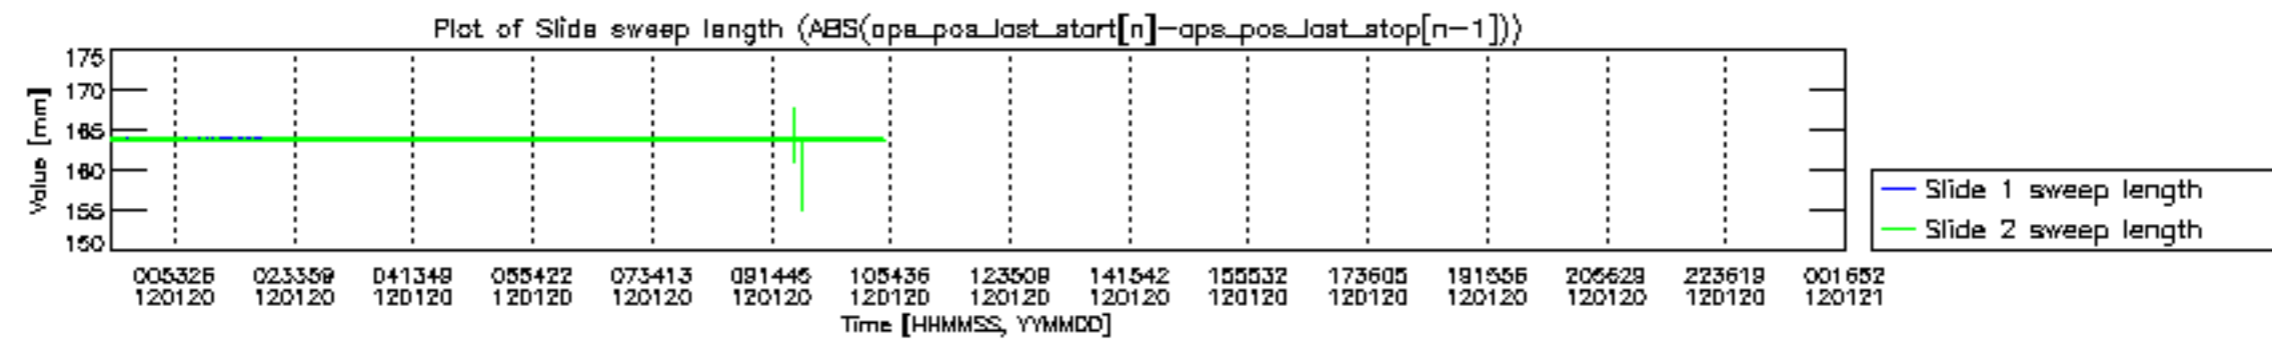 Plot of Slide sweep length (ABS(aps_pos_last_start[n]-aps_pos_last_stop[n-1]))
175
170
165
160
155
150
Value [mm]
005326 023359 041349 055422 073413 091446 105436 123509 141542 155532 173605 191556 205629 223619 001652
120120 120120 120120 120120 120120 120120 120120 120120 120120 120120 120120 120120 120120 120120 120121
Time [HHMMSS, YYMMDD]
Slide 1 sweep length
Slide 2 sweep length